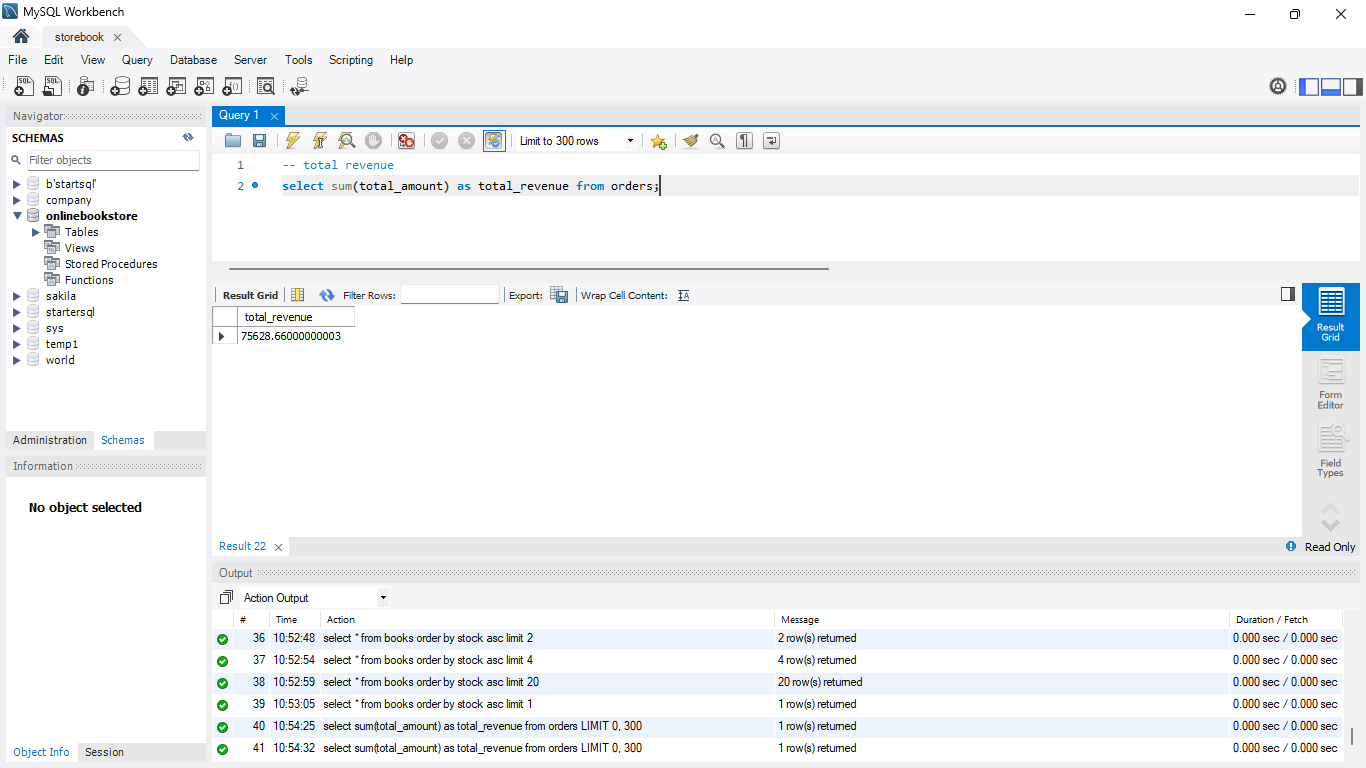 MySQL Workbench
storebook
File Edit View Query Database Server Tools Scripting Help
Navigator
SCHEMAS
Filter objects
b'startsql'
company
onlinebookstore
Tables
Views
Stored Procedures
Functions
sakila
startersql
sys
temp1
world
Administration Schemas
Information
No object selected
Object Info Session
Query 1
Limit to 300 rows
1 -- total revenue
2 select sum(total_amount) as total_revenue from orders;
Result Grid Filter Rows: Export: Wrap Cell Content:
total_revenue
75628.66000000003
Result Grid
Form Editor
Field Types
Result 22
Read Only
Output
Action Output
# Time Action Message Duration / Fetch
36 10:52:48 select * from books order by stock asc limit 2 2 row(s) returned 0.000 sec / 0.000 sec
37 10:52:54 select * from books order by stock asc limit 4 4 row(s) returned 0.000 sec / 0.000 sec
38 10:52:59 select * from books order by stock asc limit 20 20 row(s) returned 0.000 sec / 0.000 sec
39 10:53:05 select * from books order by stock asc limit 1 1 row(s) returned 0.000 sec / 0.000 sec
40 10:54:25 select sum(total_amount) as total_revenue from orders LIMIT 0, 300 1 row(s) returned 0.000 sec / 0.000 sec
41 10:54:32 select sum(total_amount) as total_revenue from orders LIMIT 0, 300 1 row(s) returned 0.000 sec / 0.000 sec